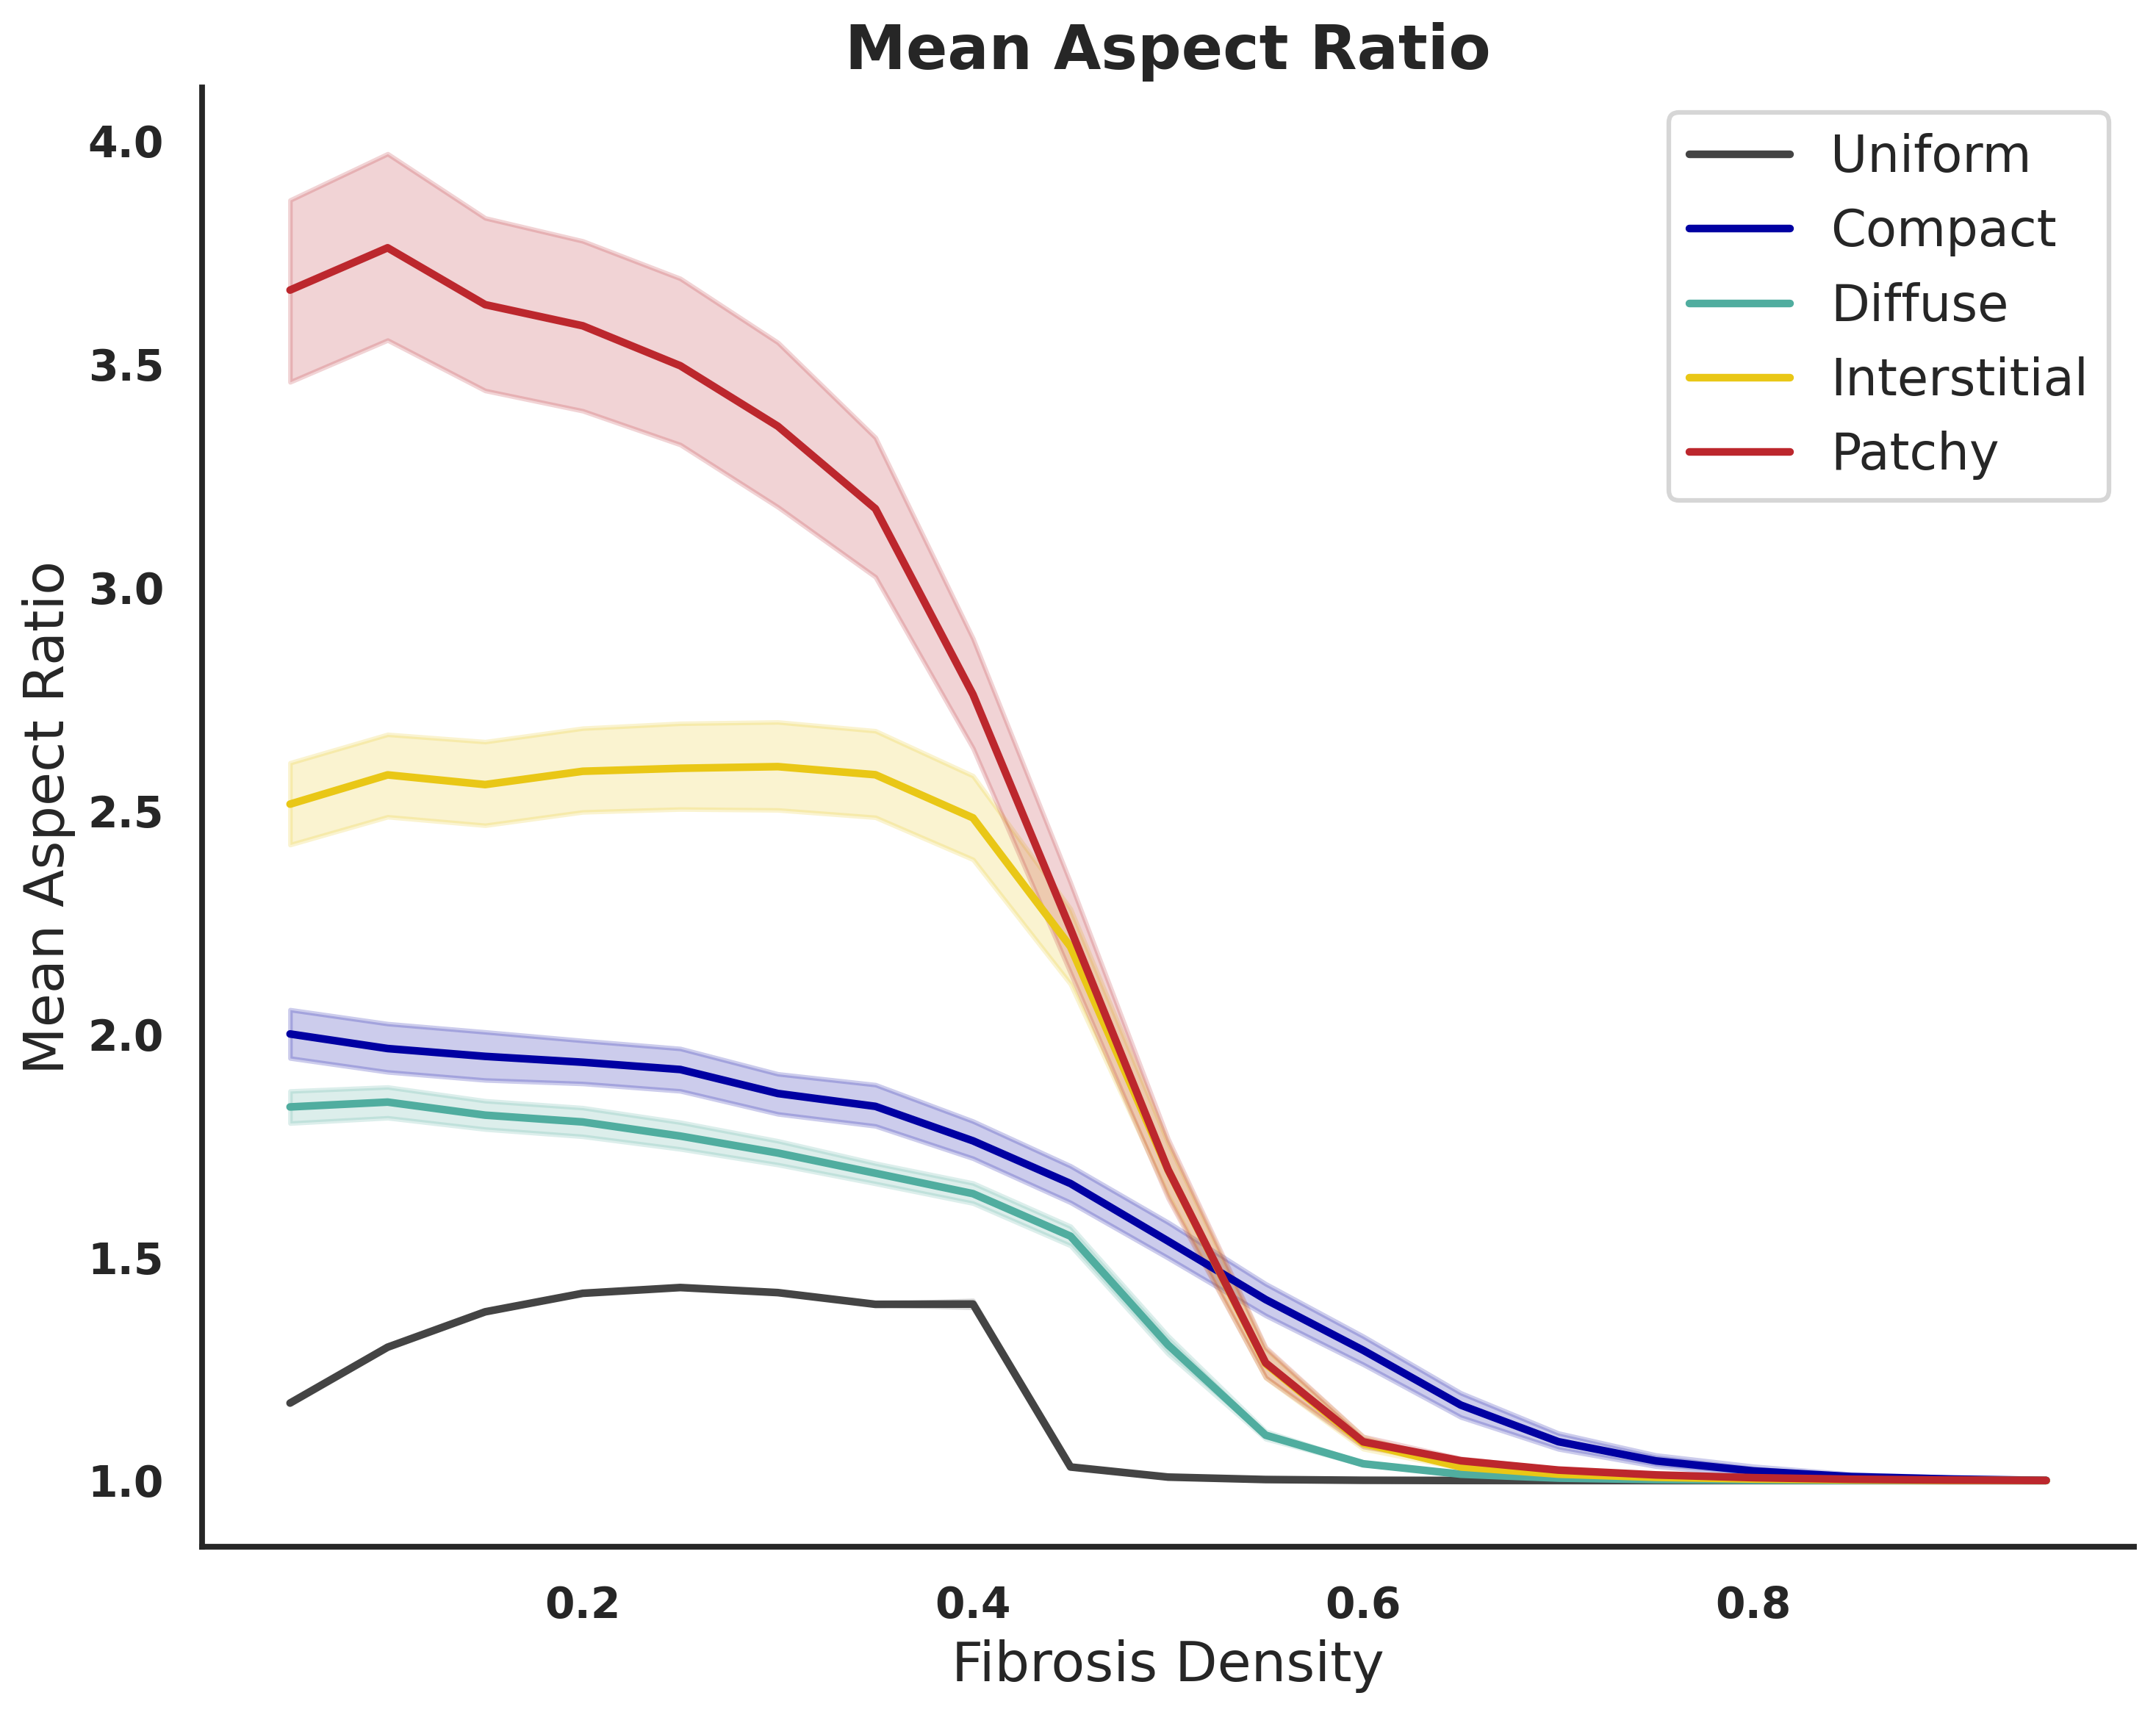 Mean Aspect Ratio
4.0
3.5
3.0
2.5
2.0
1.5
1.0
Mean Aspect Ratio
Uniform
Compact
Diffuse
Interstitial
Patchy
0.2
0.4
0.6
0.8
Fibrosis Density